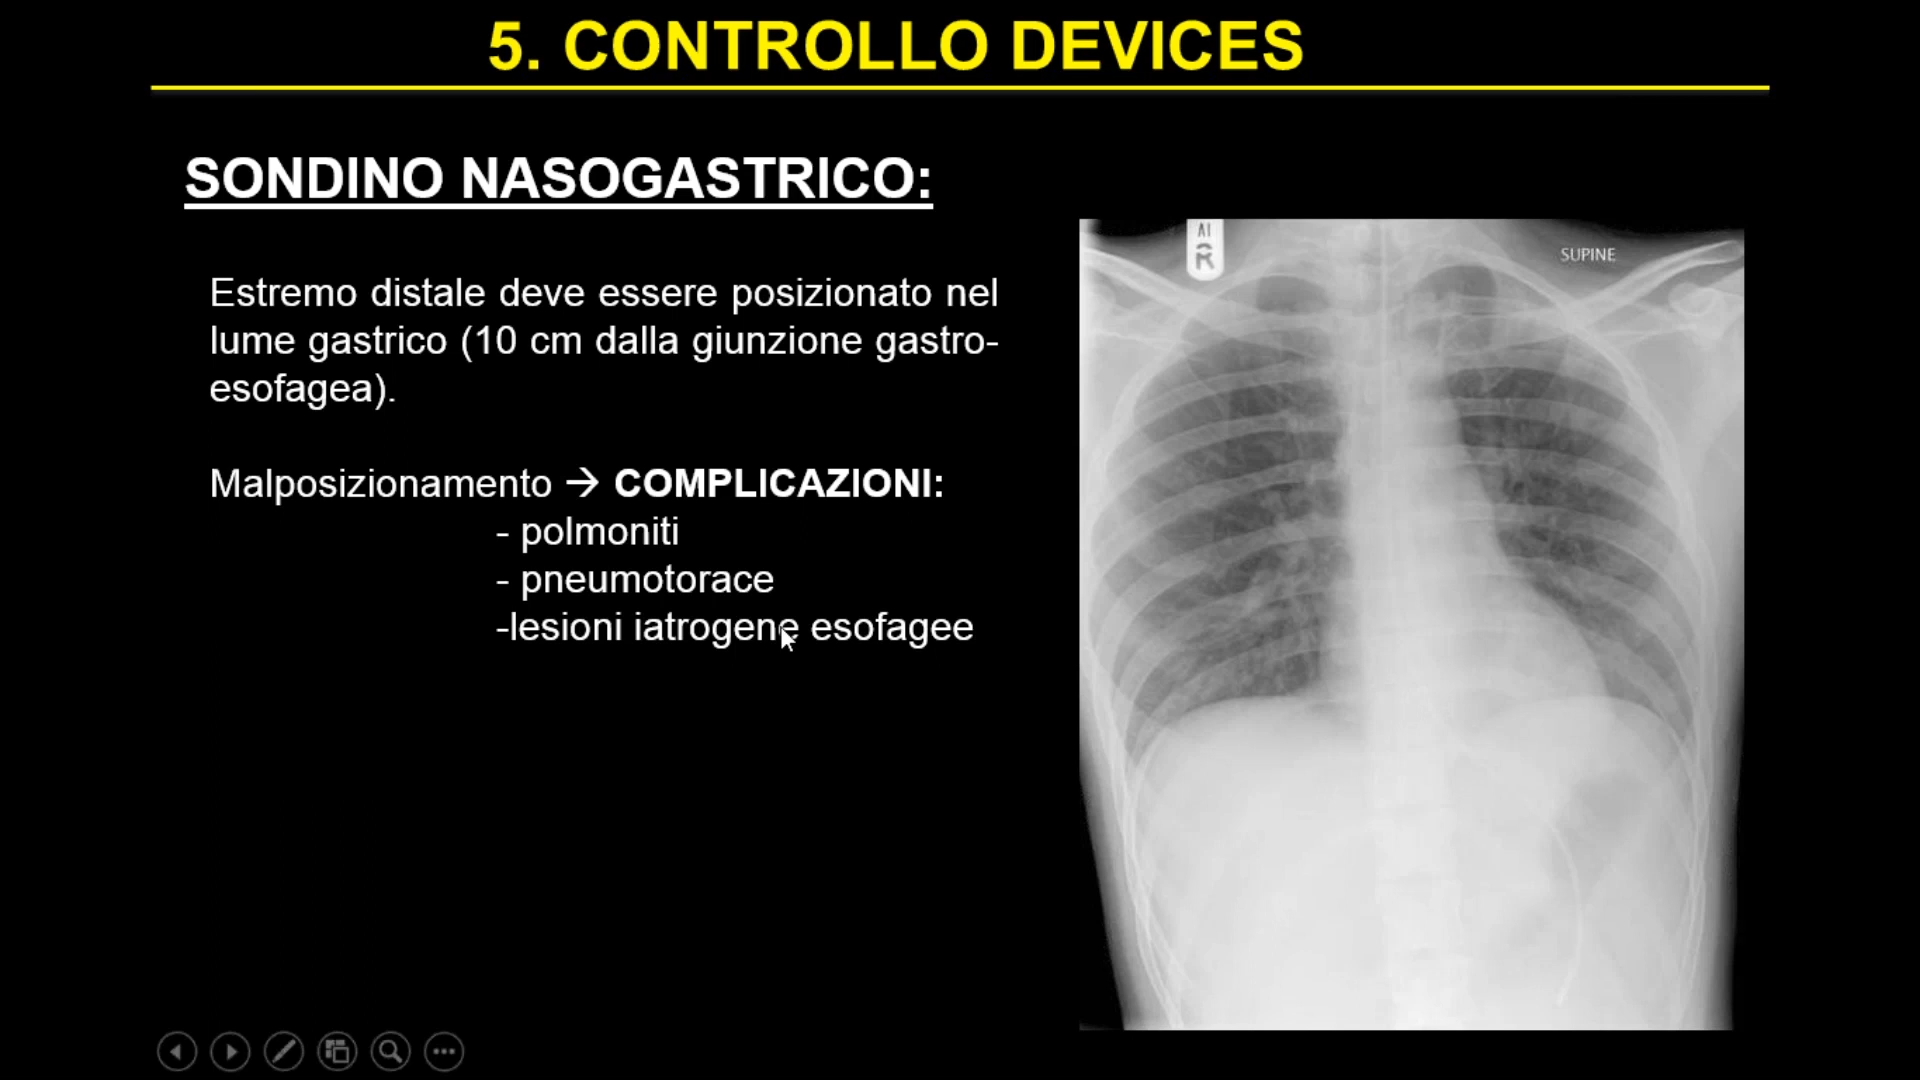 5. CONTROLLO DEVICES
SONDINO NASOGASTRICO:
Estremo distale deve essere posizionato nel
lume gastrico (10 cm dalla giunzione gastro-
esofagea).
Malposizionamento → COMPLICAZIONI:
- polmoniti
- pneumotorace
-lesioni iatrogene esofagee
R
SUPINE